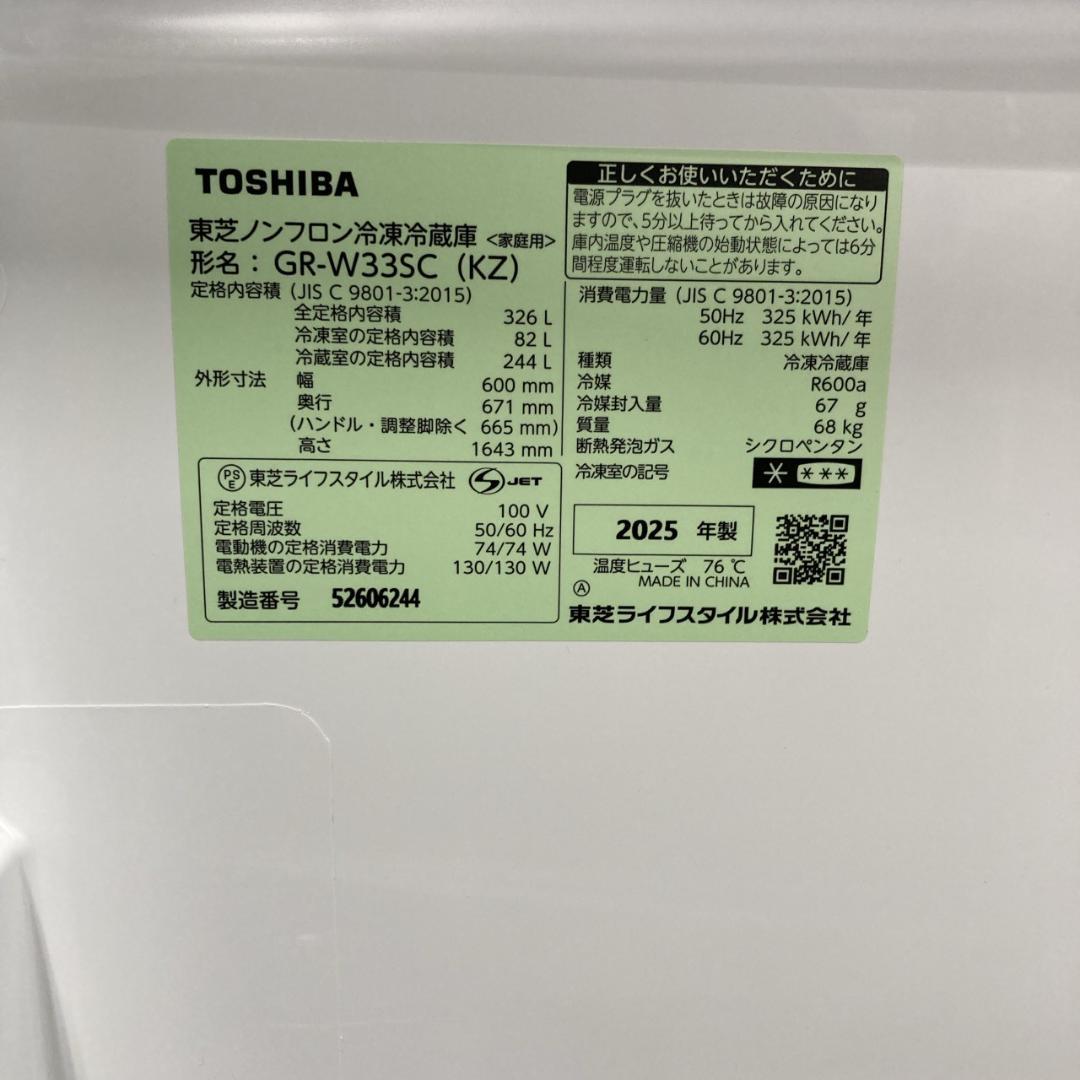 TOSHIBA
東芝ノンフロン冷凍冷蔵庫 <家庭用>
形名： GR-W33SC (KZ)
定格内容積 (JIS C 9801-3:2015)
全定格内容積 326 L
冷凍室の定格内容積 82 L
冷蔵室の定格内容積 244 L
外形寸法 幅 600 mm
奥行 671 mm
(ハンドル・調整脚除く 665 mm)
高さ 1643 mm
PSE 東芝ライフスタイル株式会社 S JET
定格電圧 100 V
定格周波数 50/60 Hz
電動機の定格消費電力 74/74 W
電熱装置の定格消費電力 130/130 W
製造番号 52606244
正しくお使いいただくために
電源プラグを抜いたときは故障の原因になり
ますので、5分以上待ってから入れてください。
庫内温度や圧縮機の始動状態によっては6分
間程度運転しないことがあります。
消費電力量 (JIS C 9801-3:2015)
50Hz 325 kWh/年
60Hz 325 kWh/年
種類 冷凍冷蔵庫
冷媒 R600a
冷媒封入量 67 g
質量 68 kg
断熱発泡ガス シクロペンタン
冷凍室の記号 * ***
2025 年製
温度ヒューズ 76 ℃
Ⓐ MADE IN CHINA
東芝ライフスタイル株式会社